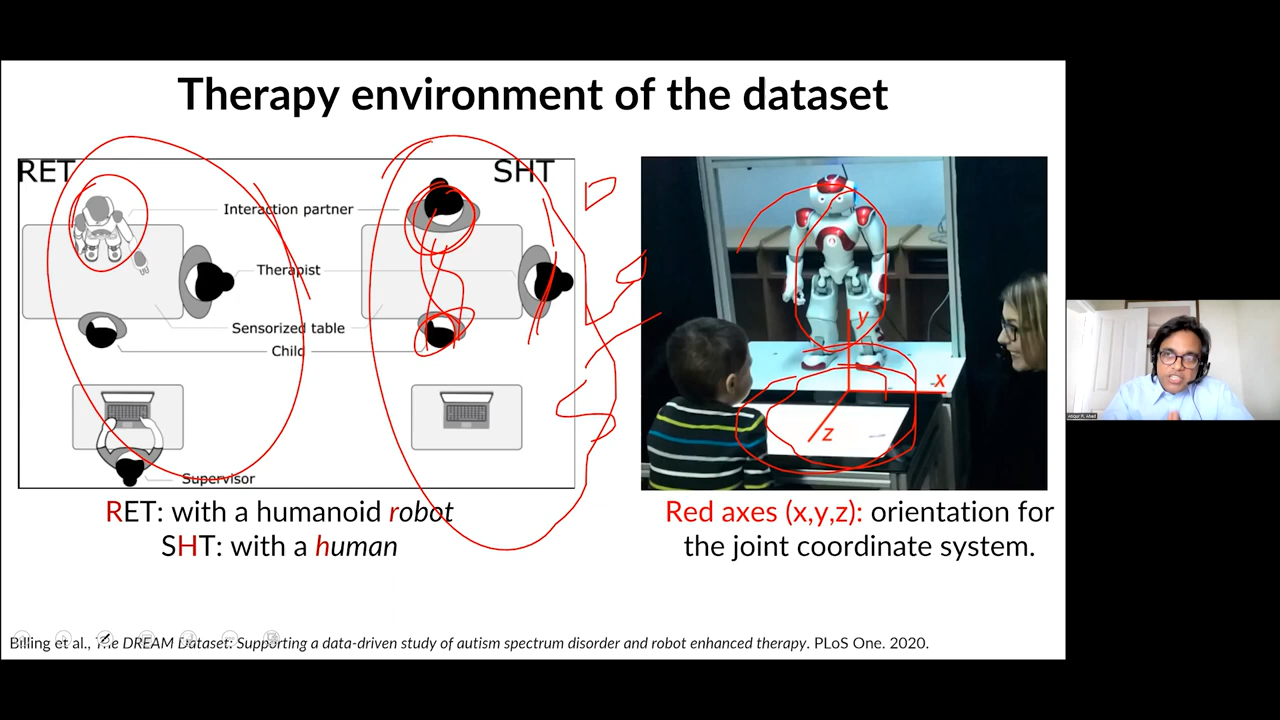 Therapy environment of the dataset
RET
SHT
Interaction partner
Therapist
Sensorized table
Child
Supervisor
y
x
z
RET: with a humanoid robot
SHT: with a human
Red axes (x,y,z): orientation for
the joint coordinate system.
Billing et al., The DREAM Dataset: Supporting a data-driven study of autism spectrum disorder and robot enhanced therapy. PLoS One. 2020.
Atiqur R. Ahad